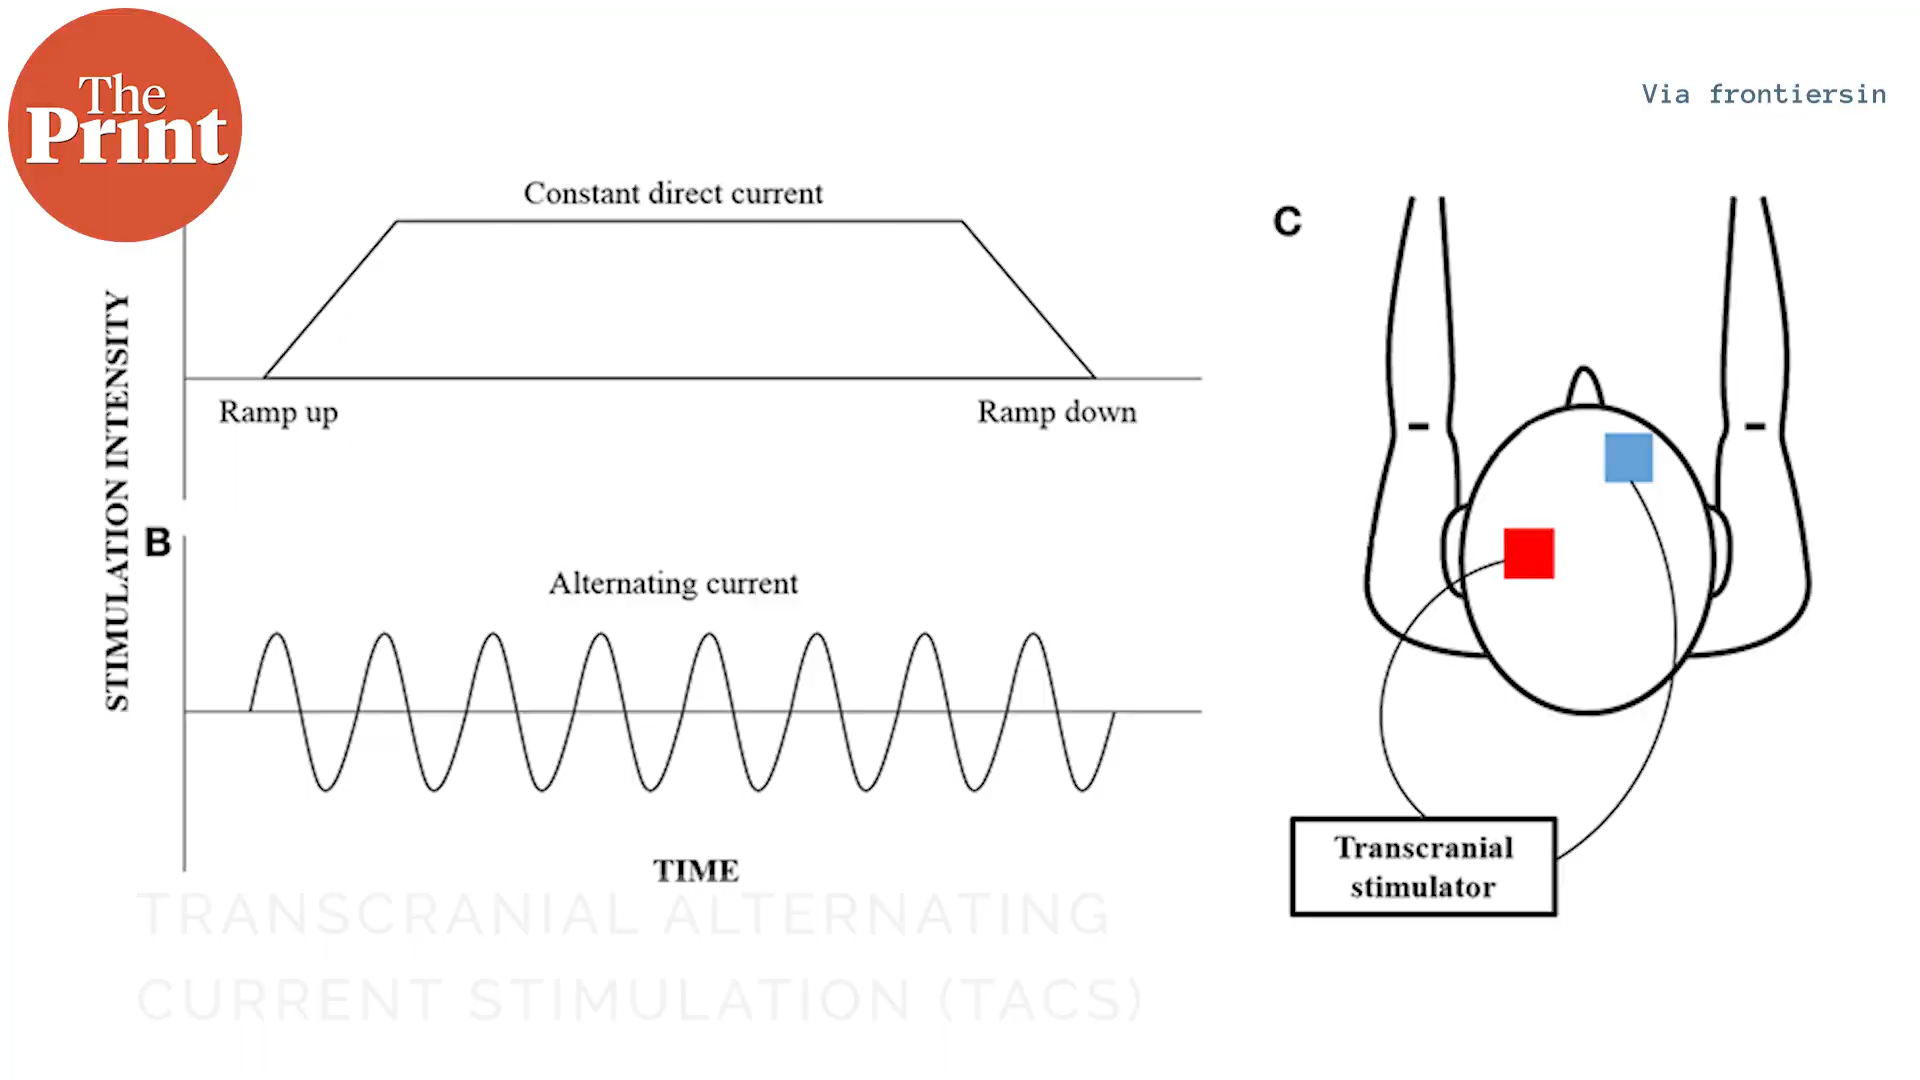 The
Print
Via frontiersin
Constant direct current
Ramp up
Ramp down
STIMULATION INTENSITY
B
Alternating current
TIME
C
Transcranial
stimulator
TRANSCRANIAL ALTERNATING
CURRENT STIMULATION (TACS)